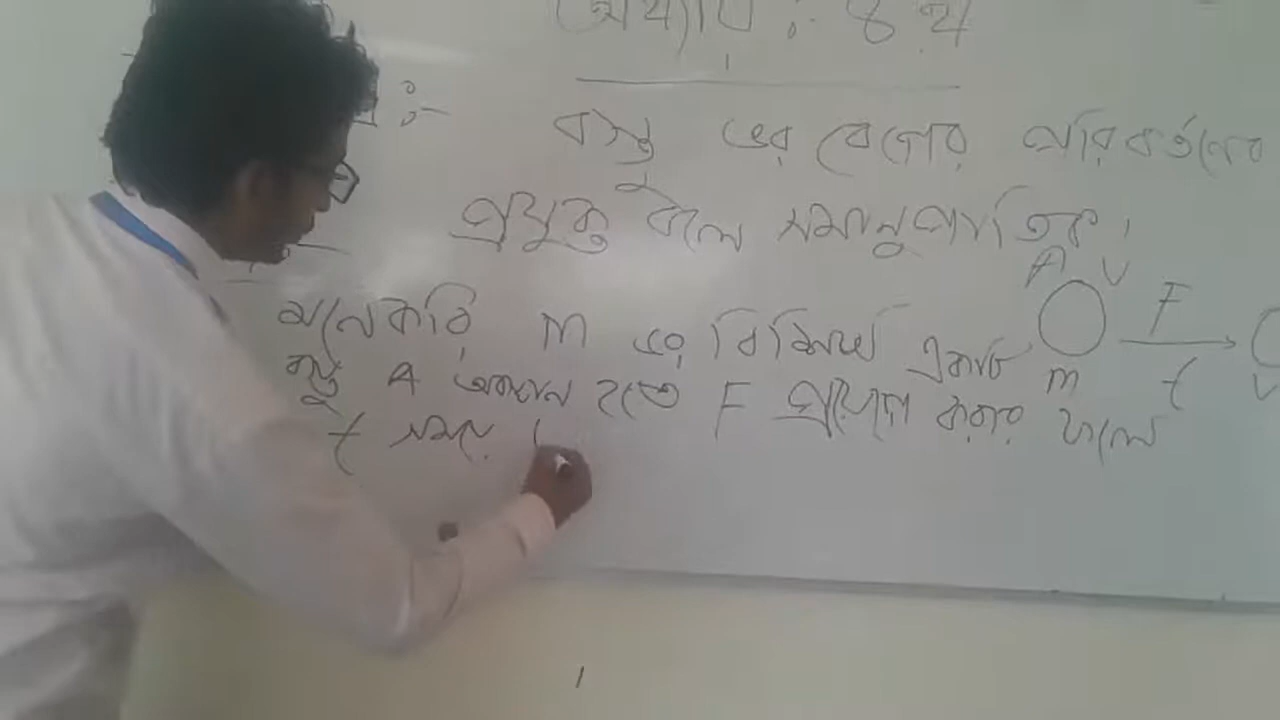 অধ্যায় : ৪র্থ
বস্তু ভর বেগের পরিবর্তনের
প্রযুক্ত বলে সমানুপাতিক।
A V
F
মনেকরি, m ভর বিশিষ্ট একটি
m t V
বস্তু A অবস্থান হতে F প্রয়োগ করার ফলে
t সময়ে